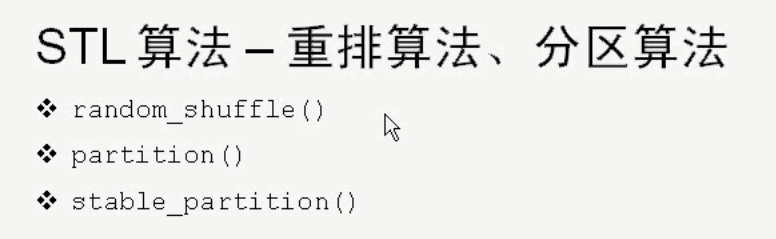 STL 算法 – 重排算法、分区算法
❖ random_shuffle()
❖ partition()
❖ stable_partition()